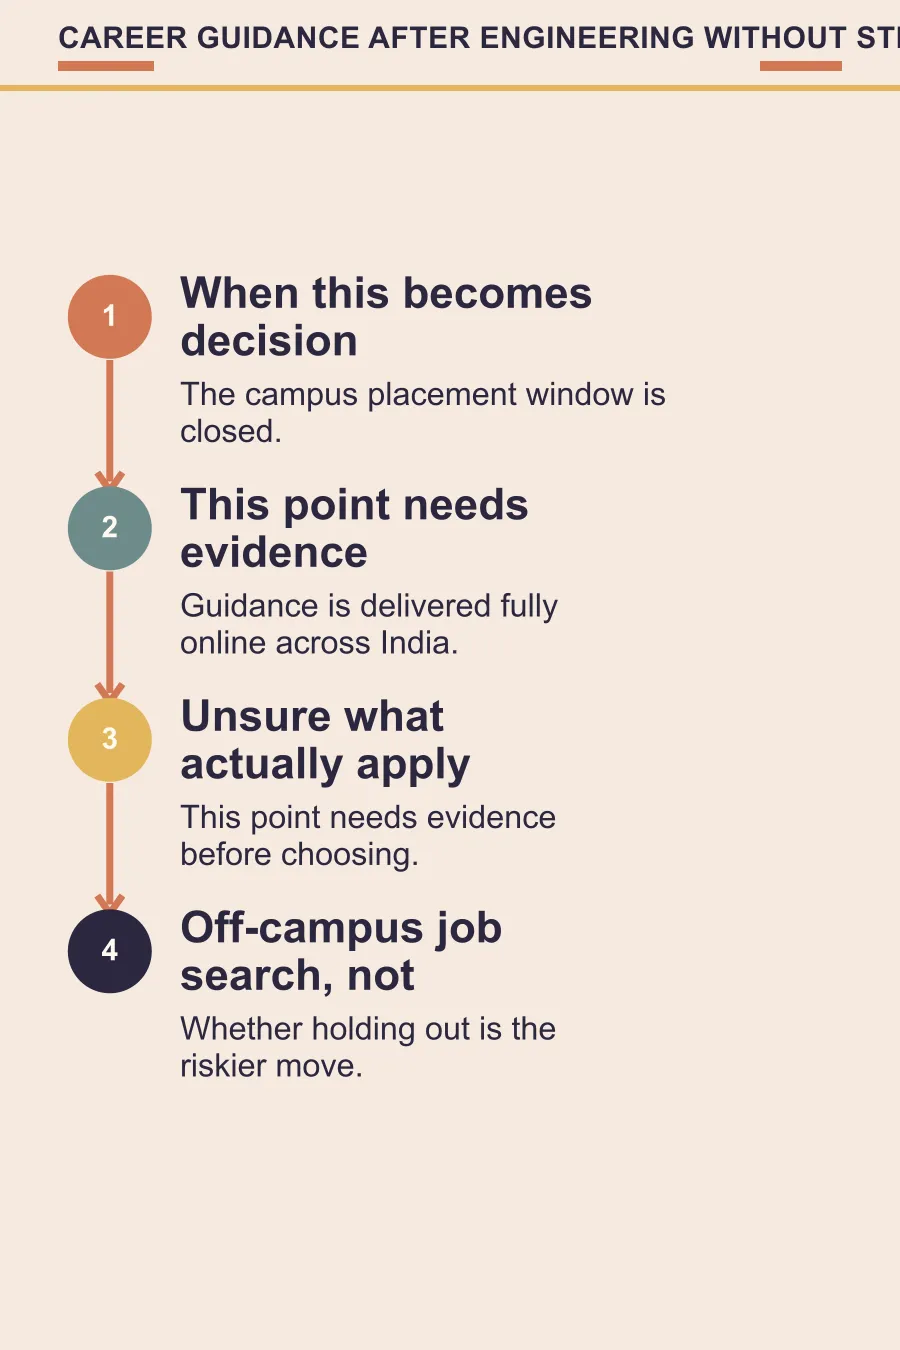 CAREER GUIDANCE AFTER ENGINEERING WITHOUT
1
When this becomes
decision
The campus placement window is
closed.
2
This point needs
evidence
Guidance is delivered fully
online across India.
3
Unsure what
actually apply
This point needs evidence
before choosing.
4
Off-campus job
search, not
Whether holding out is the
riskier move.